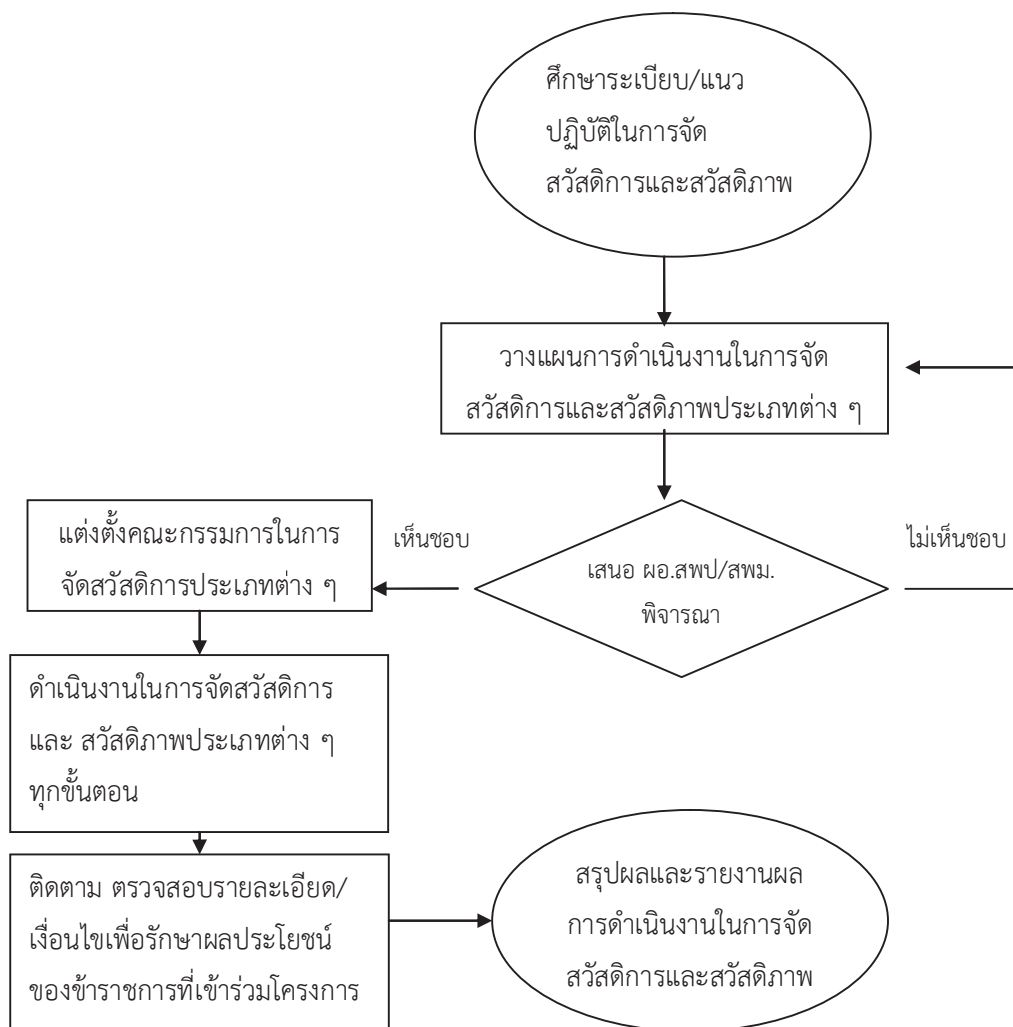 ศึกษาระเบียบ/แนว
ปฏิบัติในการจัด
สวัสดิการและสวัสดิภาพ
วางแผนการดำเนินงานในการจัด
สวัสดิการและสวัสดิภาพประเภทต่าง ๆ
แต่งตั้งคณะกรรมการในการ
จัดสวัสดิการประเภทต่าง ๆ
เห็นชอบ
เสนอ ผอ.สพป/สพม.
พิจารณา
ไม่เห็นชอบ
ดำเนินงานในการจัดสวัสดิการ
และ สวัสดิภาพประเภทต่าง ๆ
ทุกขั้นตอน
ติดตาม ตรวจสอบรายละเอียด/
เงื่อนไขเพื่อรักษาผลประโยชน์
ของข้าราชการที่เข้าร่วมโครงการ
สรุปผลและรายงานผล
การดำเนินงานในการจัด
สวัสดิการและสวัสดิภาพ